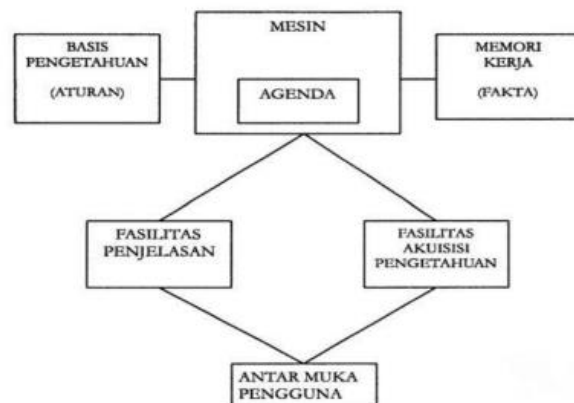 MESIN
BASIS
PENGETAHUAN
(ATURAN)
AGENDA
MEMORI
KERJA
(FAKTA)
FASILITAS
PENJELASAN
FASILITAS
AKUISISI
PENGETAHUAN
ANTAR MUKA
PENGGUNA